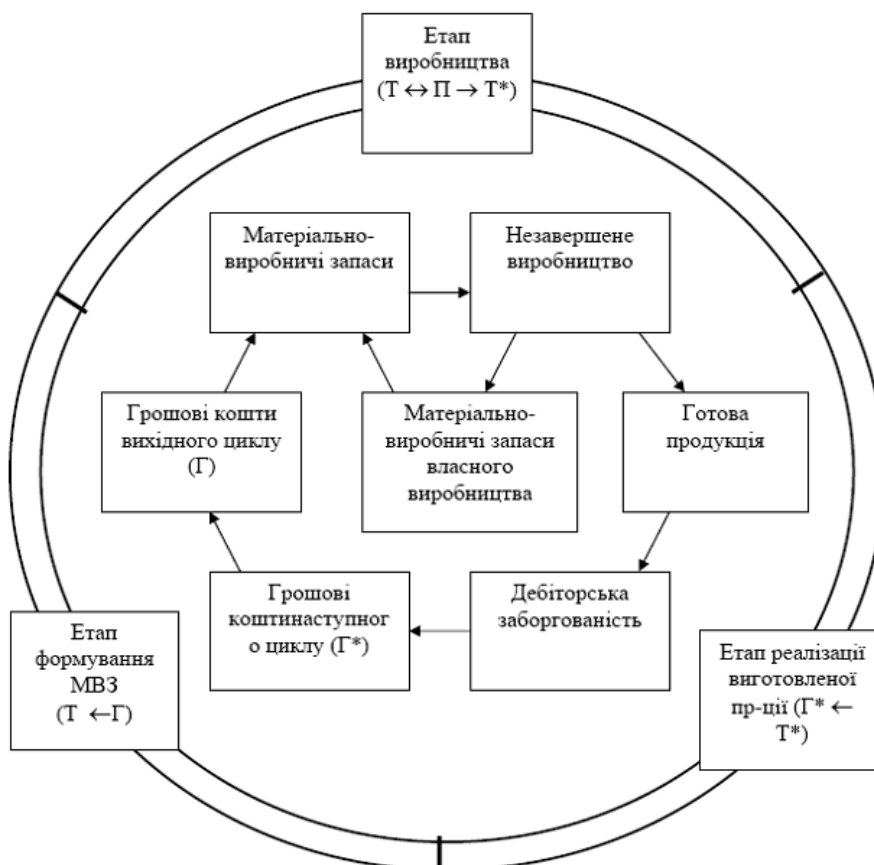 Етап
виробництва
(Т ↔ П → Т*)
Матеріально-
виробничі запаси
Незавершене
виробництво
Грошові кошти
вихідного циклу
(Г)
Матеріально-
виробничі запаси
власного
виробництва
Готова
продукція
Грошові
коштинаступног
о циклу (Г*)
Дебіторська
заборгованість
Етап
формування
МВЗ
(Т ←Г)
Етап реалізації
виготовленої
пр-ції (Г* ←
Т*)